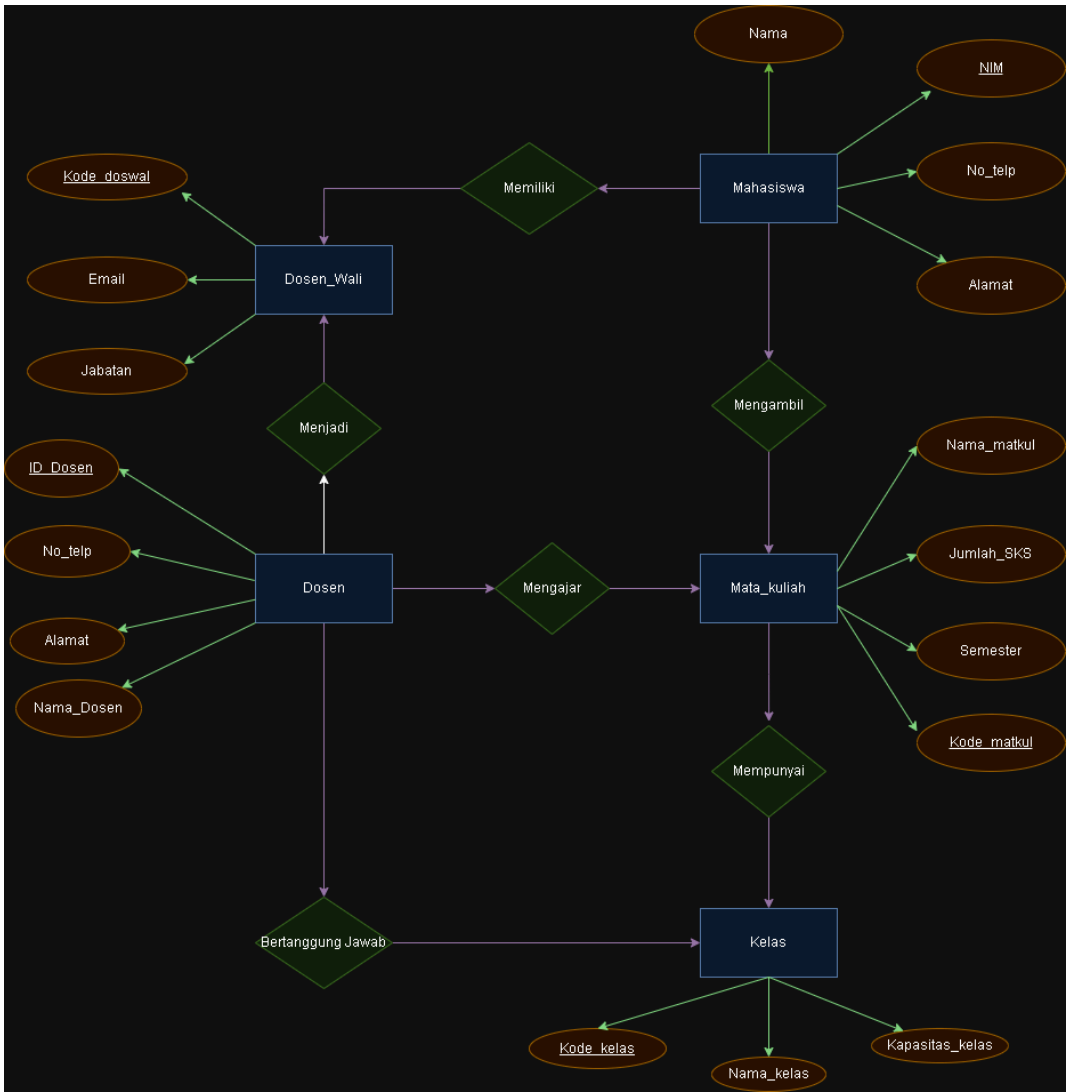 Nama
NIM
Kode_doswal
Memiliki
Mahasiswa
No_telp
Email
Dosen_Wali
Alamat
Jabatan
Menjadi
Mengambil
Nama_matkul
ID_Dosen
No_telp
Jumlah_SKS
Dosen
Mengajar
Mata_kuliah
Alamat
Semester
Nama_Dosen
Kode_matkul
Mempunyai
Bertanggung Jawab
Kelas
Kode_kelas
Kapasitas_kelas
Nama_kelas